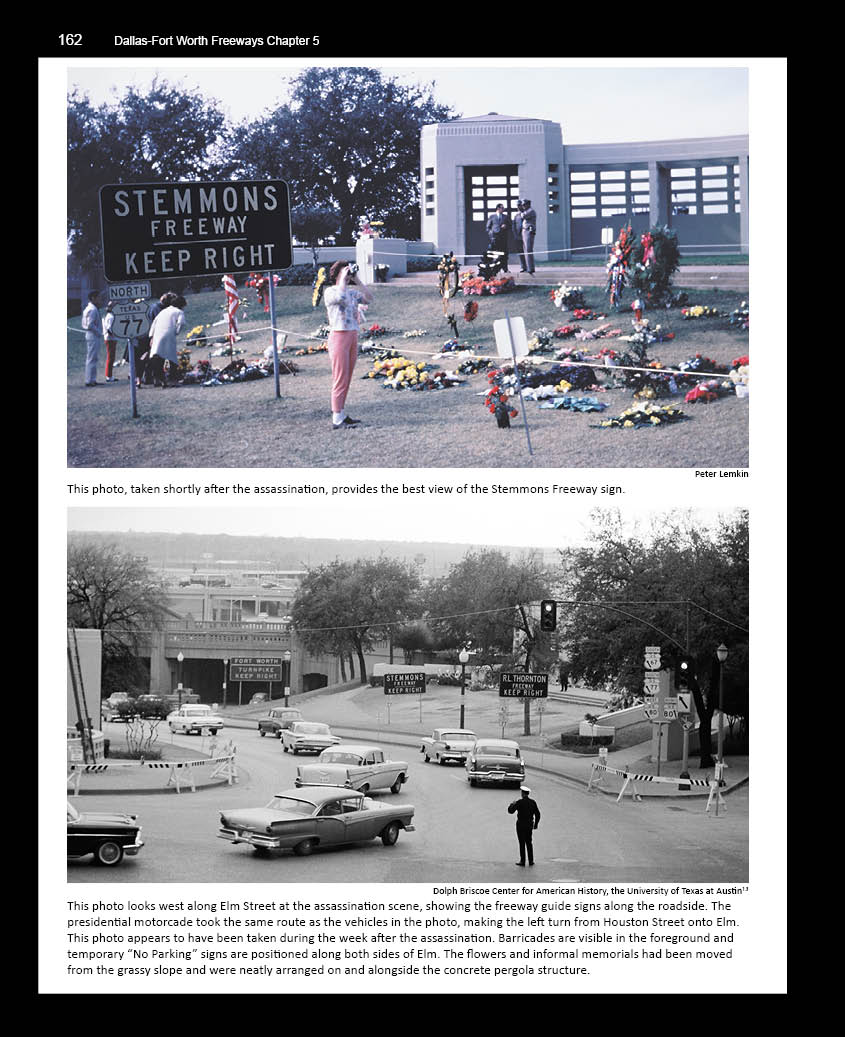 162 Dallas-Fort Worth Freeways Chapter 5
STEMMONS
FREEWAY
KEEP RIGHT
NORTH
TEXAS
U S
77
Peter Lemkin
This photo, taken shortly after the assassination, provides the best view of the Stemmons Freeway sign.
FORT WORTH
TURNPIKE
KEEP RIGHT
STEMMONS
FREEWAY
KEEP RIGHT
R.L. THORNTON
FREEWAY
KEEP RIGHT
SOUTH
67
77
80
80
Dolph Briscoe Center for American History, the University of Texas at Austin¹³
This photo looks west along Elm Street at the assassination scene, showing the freeway guide signs along the roadside. The
presidential motorcade took the same route as the vehicles in the photo, making the left turn from Houston Street onto Elm.
This photo appears to have been taken during the week after the assassination. Barricades are visible in the foreground and
temporary “No Parking” signs are positioned along both sides of Elm. The flowers and informal memorials had been moved
from the grassy slope and were neatly arranged on and alongside the concrete pergola structure.